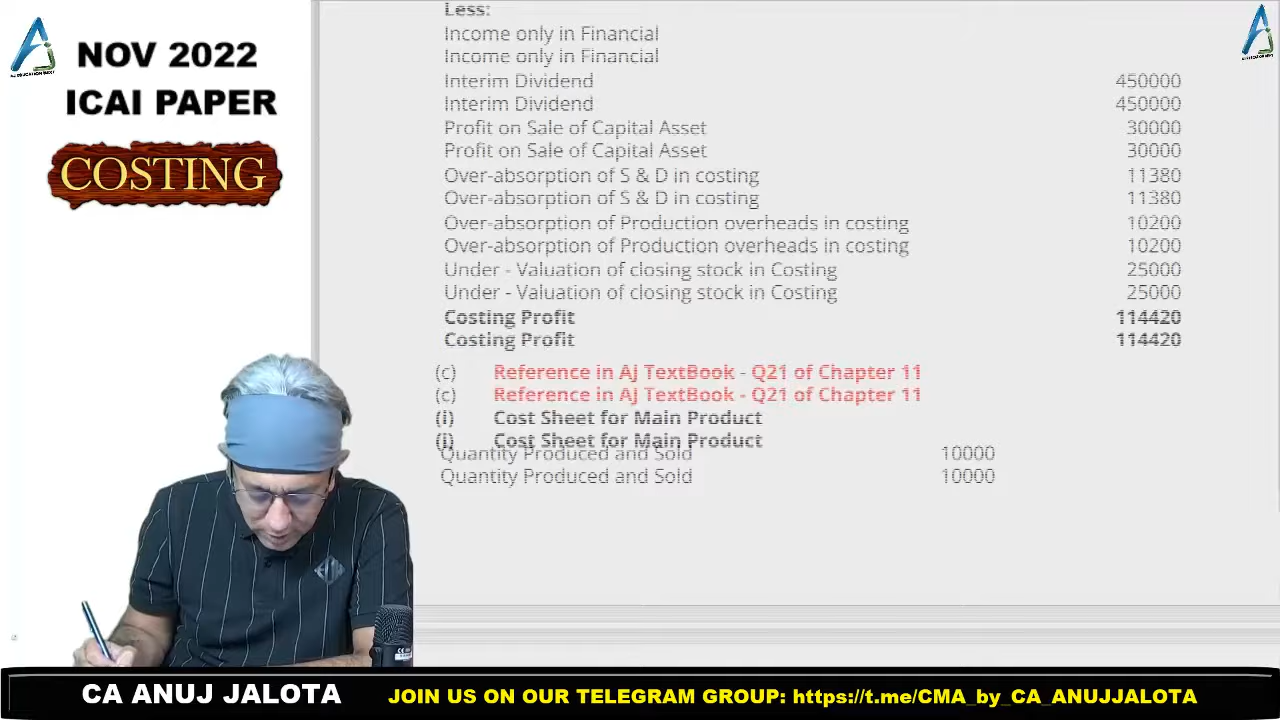 NOV 2022
ICAI PAPER
COSTING
Less:
Income only in Financial
Income only in Financial
Interim Dividend 450000
Interim Dividend 450000
Profit on Sale of Capital Asset 30000
Profit on Sale of Capital Asset 30000
Over-absorption of S & D in costing 11380
Over-absorption of S & D in costing 11380
Over-absorption of Production overheads in costing 10200
Over-absorption of Production overheads in costing 10200
Under - Valuation of closing stock in Costing 25000
Under - Valuation of closing stock in Costing 25000
Costing Profit 114420
Costing Profit 114420
(c) Reference in AJ TextBook - Q21 of Chapter 11
(c) Reference in AJ TextBook - Q21 of Chapter 11
(i) Cost Sheet for Main Product
(i) Cost Sheet for Main Product
Quantity Produced and Sold 10000
Quantity Produced and Sold 10000
CA ANUJ JALOTA
JOIN US ON OUR TELEGRAM GROUP: https://t.me/CMA_by_CA_ANUJJALOTA